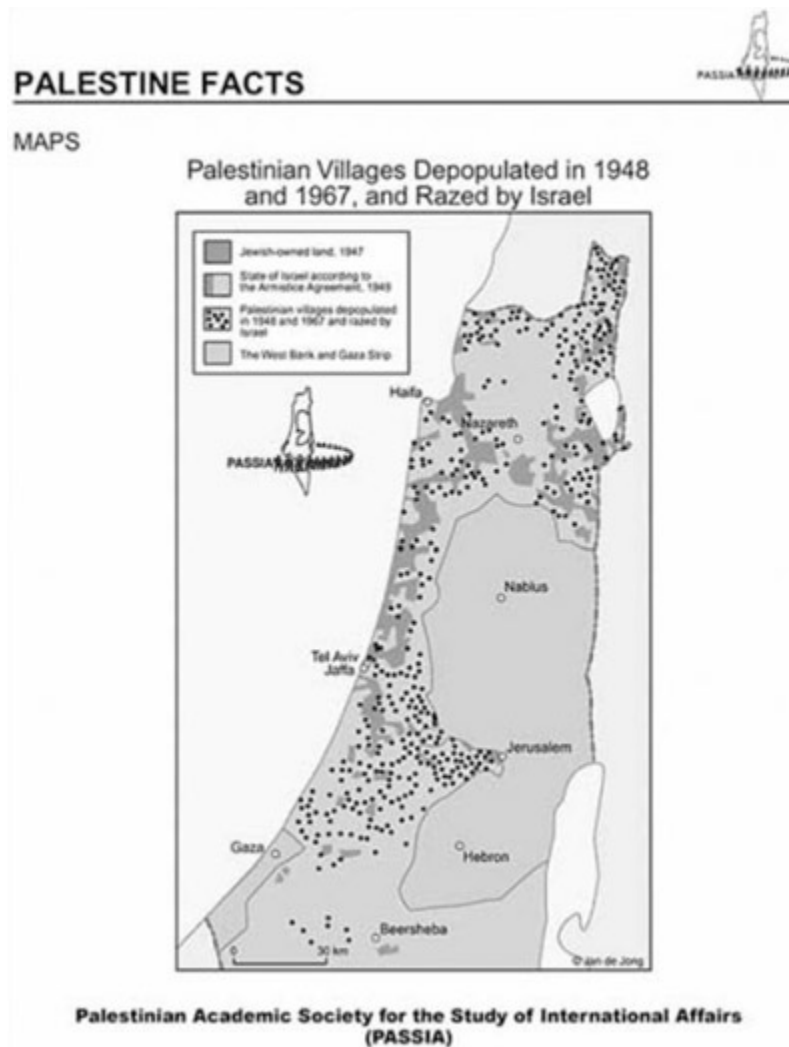 PASSIA
PALESTINE FACTS
MAPS
Palestinian Villages Depopulated in 1948
and 1967, and Razed by Israel
Jewish-owned land, 1947
State of Israel according to
the Armistice Agreement, 1949
Palestinian villages depopulated
in 1948 and 1967 and razed by
Israel
The West Bank and Gaza Strip
Haifa
Nazareth
PASSIA
Nablus
Tel Aviv
Jaffa
Jerusalem
Gaza
Hebron
Beersheba
0 30 km
© Jan de Jong
Palestinian Academic Society for the Study of International Affairs
(PASSIA)